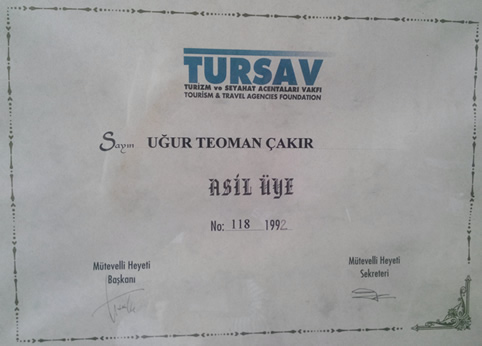 TURSAV
TURİZM ve SEYAHAT ACENTALARI VAKFI
TOURISM & TRAVEL AGENCIES FOUNDATION
Sayın UĞUR TEOMAN ÇAKIR
ASİL ÜYE
No: 118 1992
Mütevelli Heyeti
Başkanı
Mütevelli Heyeti
Sekreteri